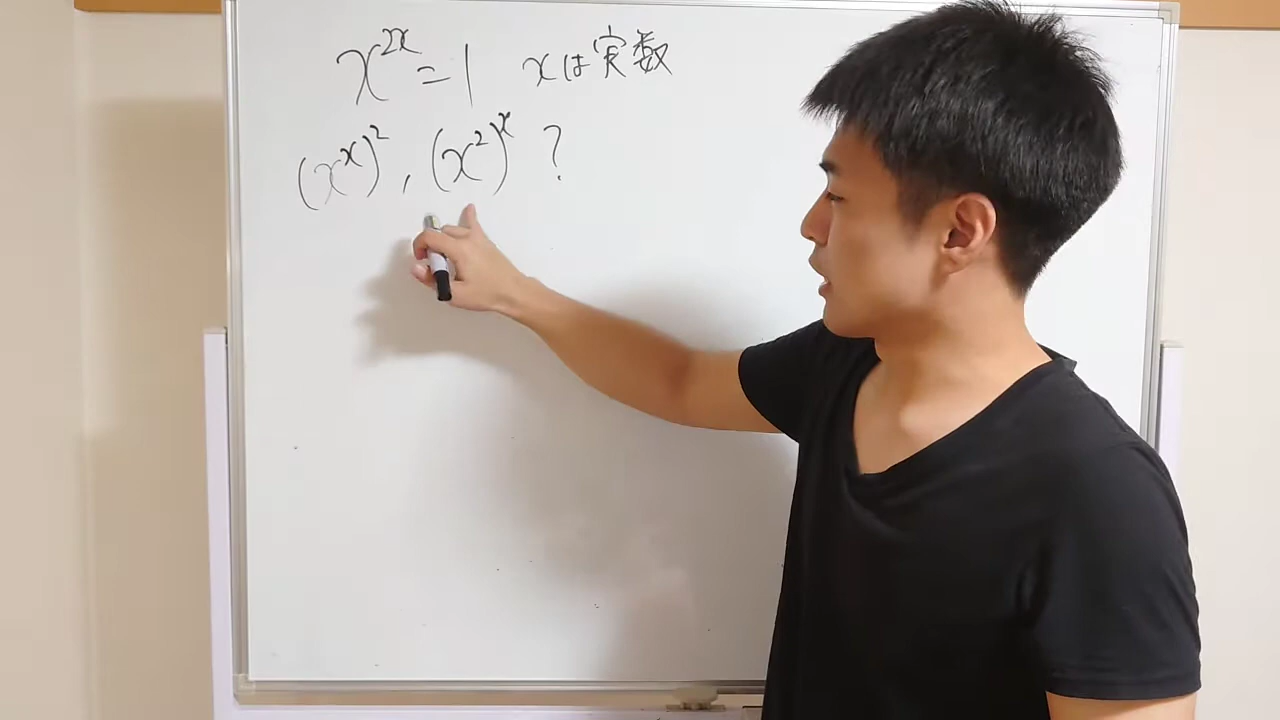 x^{2x} = 1 xは実数
(x^x)^2 , (x^2)^x ?